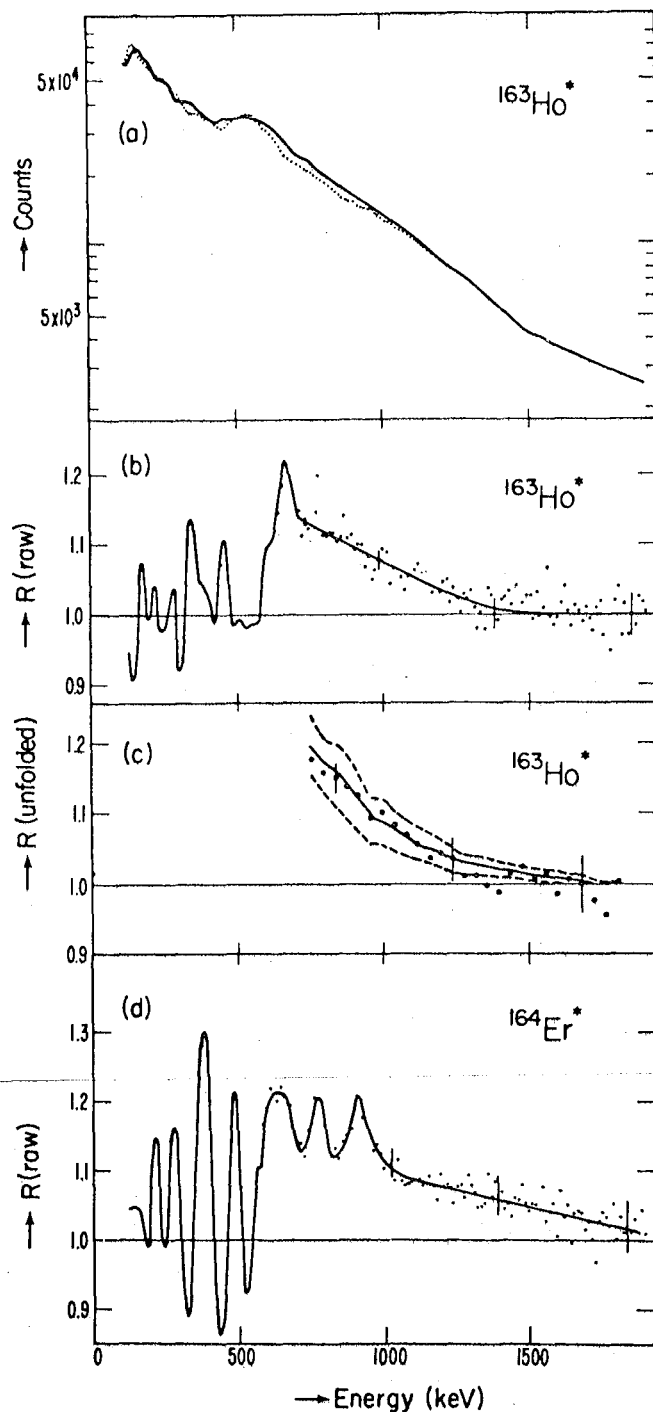 5x10⁴
(a)
¹⁶³Ho*
→ Counts
5x10³
(b)
¹⁶³Ho*
1.2
1.1
1.0
0.9
→ R (raw)
(c)
¹⁶³Ho*
1.2
1.1
1.0
0.9
→ R (unfolded)
(d)
¹⁶⁴Er*
1.3
1.2
1.1
1.0
0.9
→ R (raw)
0 500 1000 1500
→ Energy (keV)